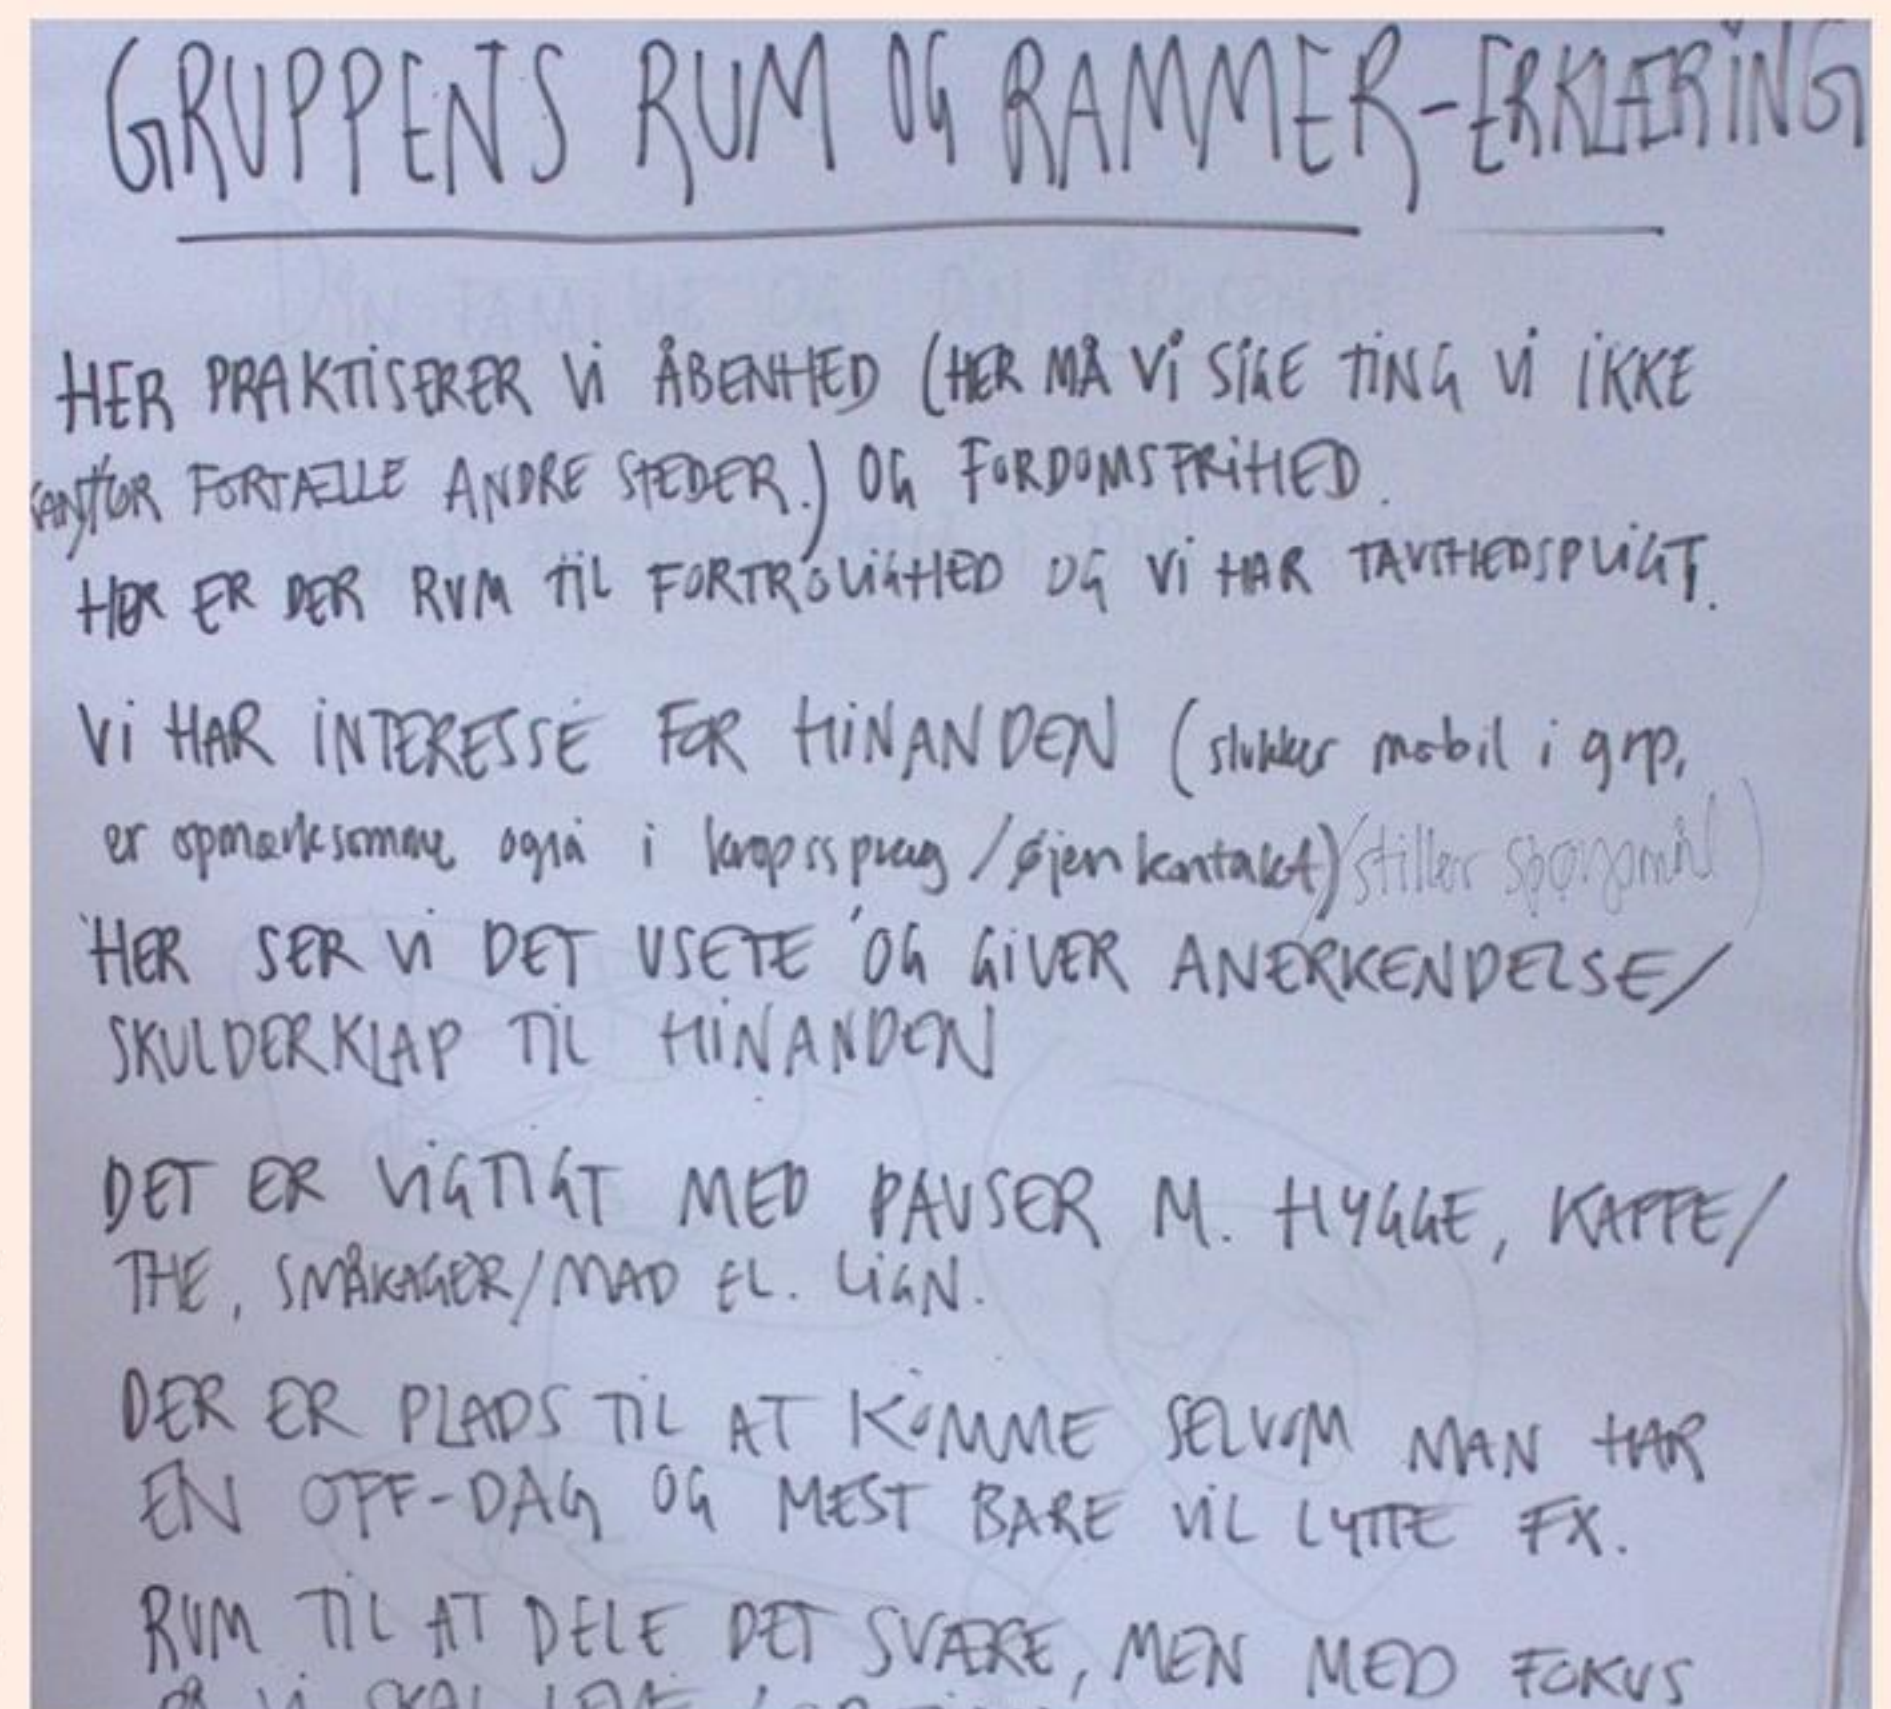 GRUPPENS RUM OG RAMMER-ERKLÆRING
HER PRAKTISERER Vi ÅBENHED (HER MÅ Vi SIGE TING Vi IKKE
KAN/TØR FORTÆLLE ANDRE STEDER.) OG FORDOMSFRIHED.
HER ER DER RUM TIL FORTROLIGHED OG Vi HAR TAVSHEDSPLIGT.
Vi HAR INTERESSE FOR HINANDEN (slukker mobil i grp,
er opmærksomme også i kropssprog/øjenkontakt) (stiller spørgsmål)
HER SER Vi DET USETE OG GIVER ANERKENDELSE/
SKULDERKLAP TIL HINANDEN
DET ER VIGTIGT MED PAUSER M. HYGGE, KAFFE/
THE, SMÅKAGER/MAD EL. LIGN.
DER ER PLADS TIL AT KOMME SELVOM MAN HAR
EN OFF-DAG OG MEST BARE VIL LYTTE FX.
RUM TIL AT DELE DET SVÆRE, MEN MED FOKUS
PÅ Vi SKAL